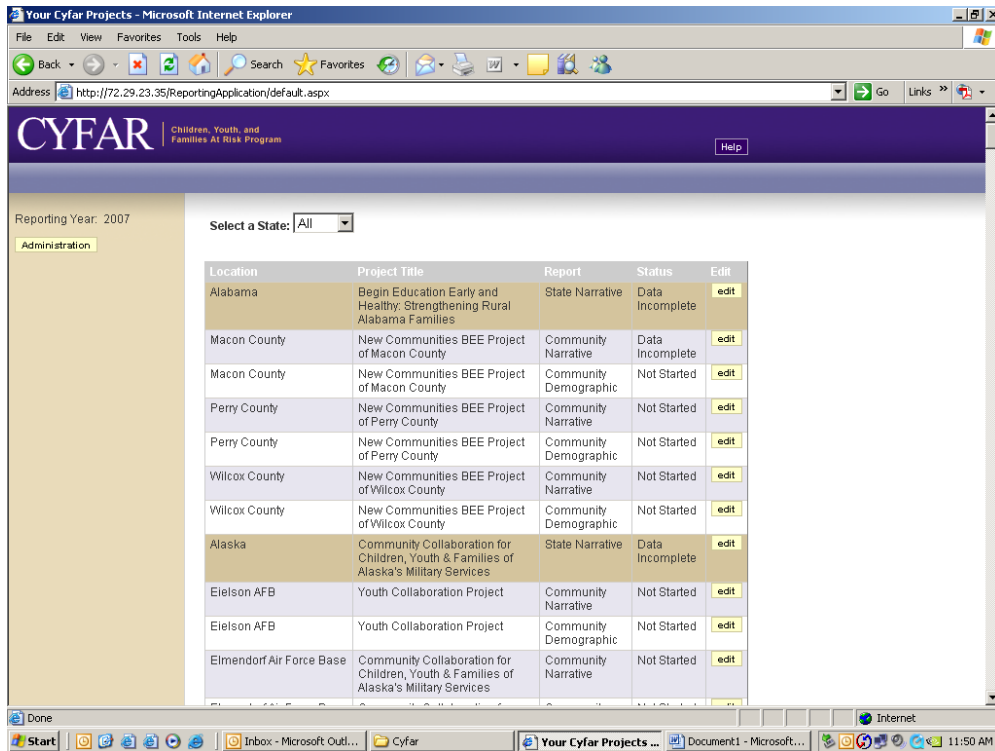 Your Cyfar Projects - Microsoft Internet Explorer
File Edit View Favorites Tools Help
Back Search Favorites
Address http://72.29.23.35/ReportingApplication/default.aspx Go Links »
CYFAR Children, Youth, and
Families At Risk Program
Help
Reporting Year: 2007
Administration
Select a State: All
Location Project Title Report Status Edit
Alabama Begin Education Early and State Narrative Data edit
Healthy: Strengthening Rural Incomplete
Alabama Families
Macon County New Communities BEE Project Community Data edit
of Macon County Narrative Incomplete
Macon County New Communities BEE Project Community Not Started edit
of Macon County Demographic
Perry County New Communities BEE Project Community Not Started edit
of Perry County Narrative
Perry County New Communities BEE Project Community Not Started edit
of Perry County Demographic
Wilcox County New Communities BEE Project Community Not Started edit
of Wilcox County Narrative
Wilcox County New Communities BEE Project Community Not Started edit
of Wilcox County Demographic
Alaska Community Collaboration for State Narrative Data edit
Children, Youth & Families of Incomplete
Alaska's Military Services
Eielson AFB Youth Collaboration Project Community Not Started edit
Narrative
Eielson AFB Youth Collaboration Project Community Not Started edit
Demographic
Elmendorf Air Force Base Community Collaboration for Community Not Started edit
Children, Youth & Families of Narrative
Alaska's Military Services
Done Internet
Start Inbox - Microsoft Outl... Cyfar Your Cyfar Projects ... Document1 - Microsoft... 11:50 AM